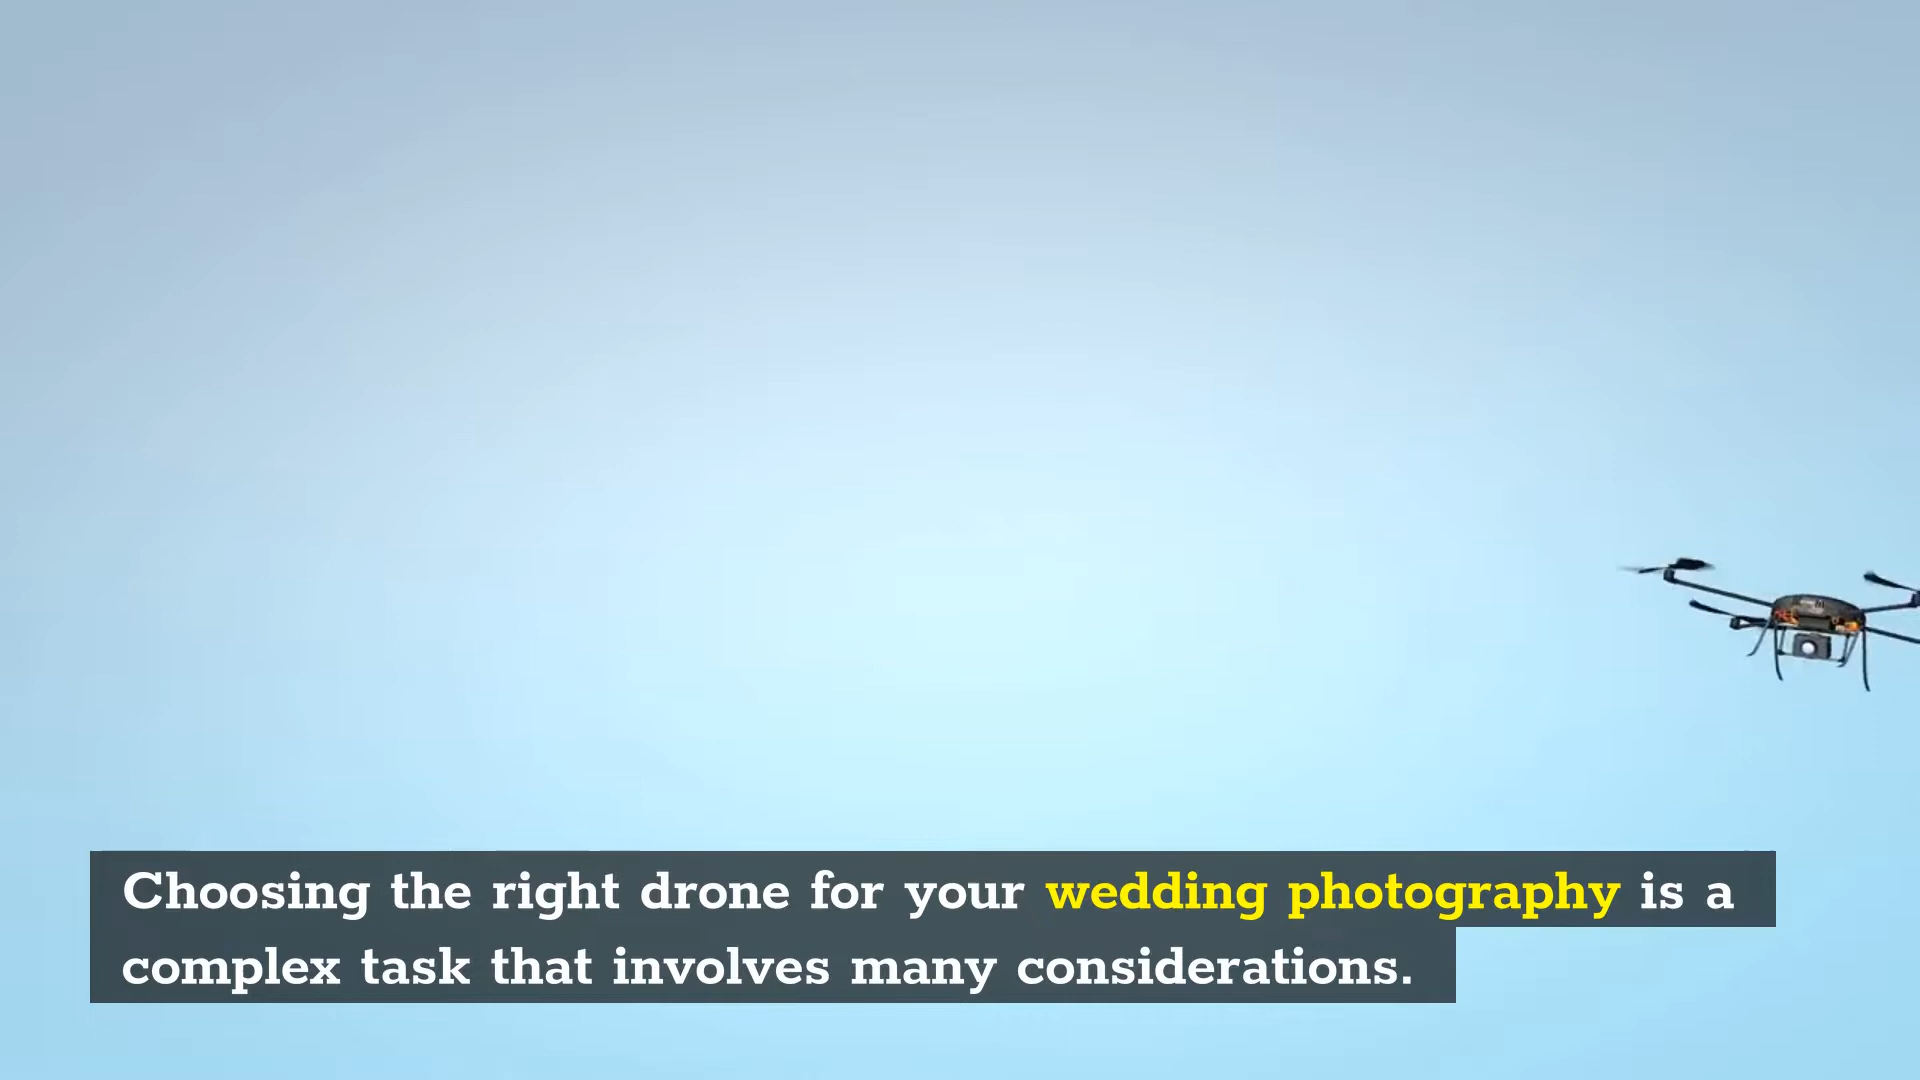 Choosing the right drone for your wedding photography is a
complex task that involves many considerations.